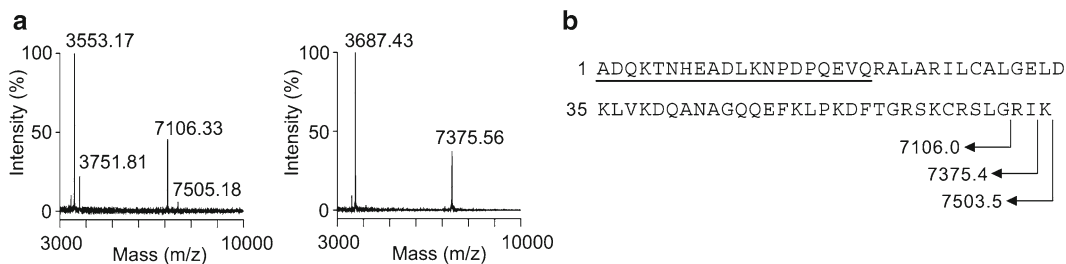 a
3553.17
100
Intensity (%)
50
7106.33
3751.81
7505.18
0
3000
Mass (m/z)
10000
3687.43
100
Intensity (%)
50
7375.56
0
3000
Mass (m/z)
10000
b
1 ADQKTNHEADLKNPDPQEVQRALARILCALGELD
35 KLVKDQANAGQQEFKLPKDFTGRSKCRSLGRIK
7106.0
7375.4
7503.5